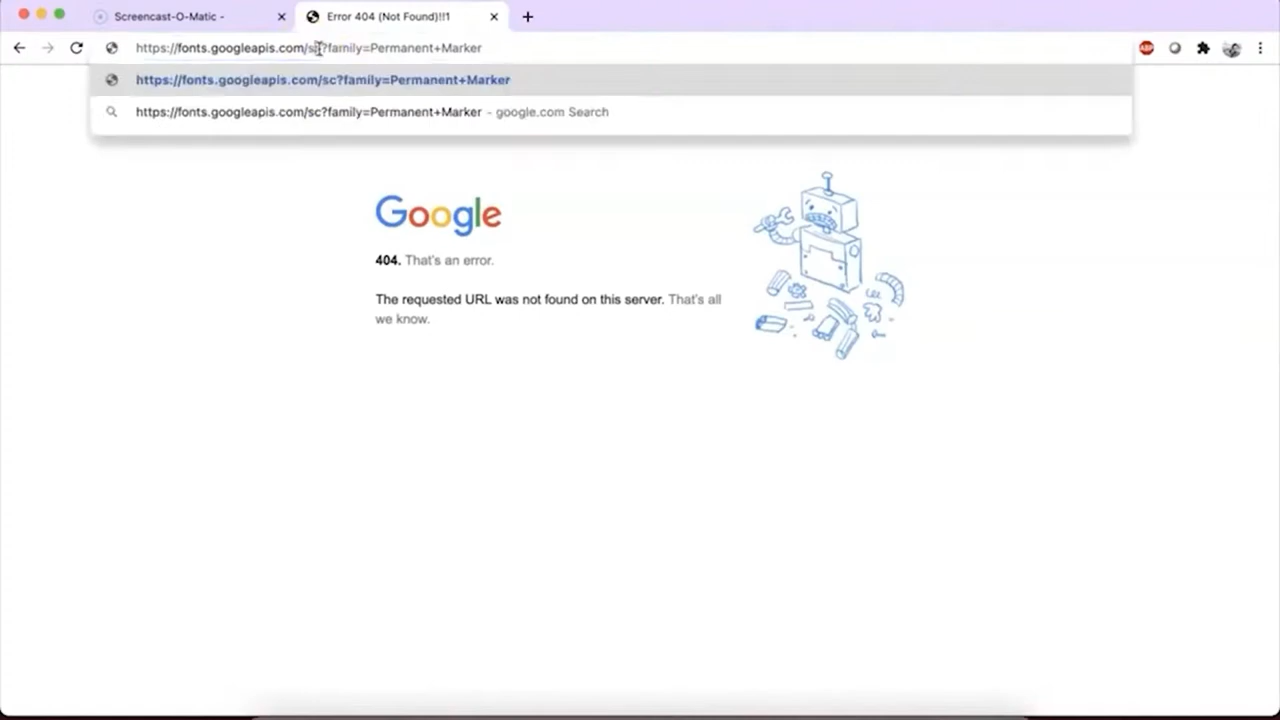 Screencast-O-Matic -
Error 404 (Not Found)!!1
https://fonts.googleapis.com/sc?family=Permanent+Marker
https://fonts.googleapis.com/sc?family=Permanent+Marker
https://fonts.googleapis.com/sc?family=Permanent+Marker - google.com Search
Google
404. That's an error.
The requested URL was not found on this server. That's all
we know.
ABP